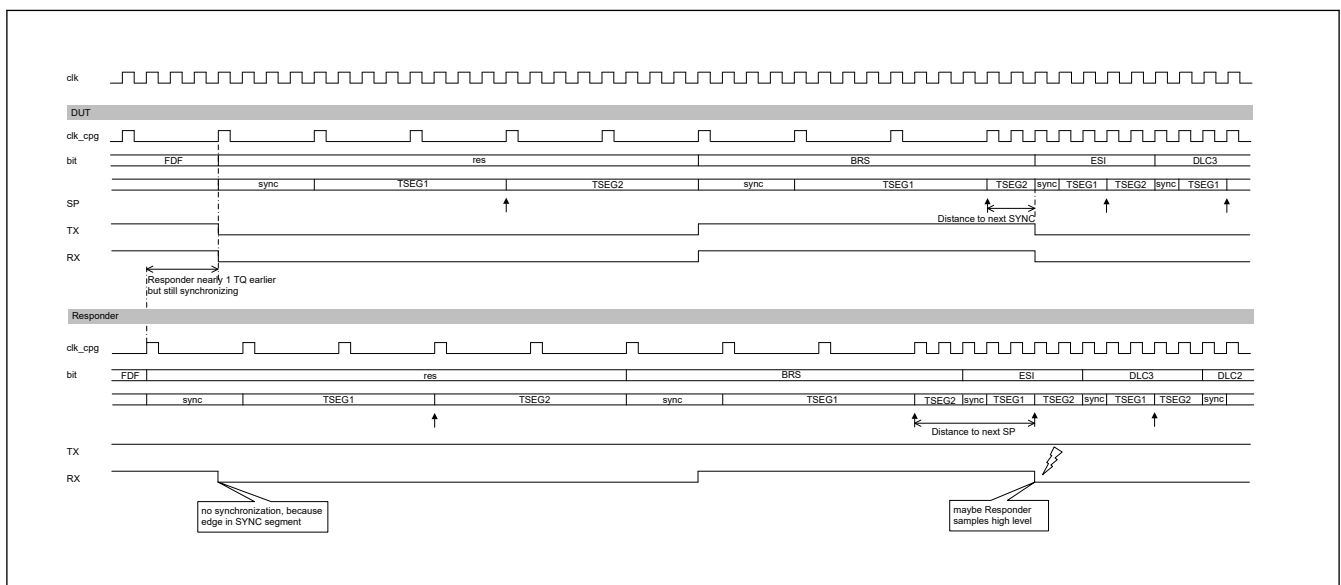 clk
DUT
clk_cpg
bit FDF res BRS ESI DLC3
sync TSEG1 TSEG2 sync TSEG1 TSEG2 sync TSEG1 TSEG2 sync TSEG1
SP
Distance to next SYNC
TX
RX
Responder nearly 1 TQ earlier
but still synchronizing
Responder
clk_cpg
bit FDF res BRS ESI DLC3 DLC2
sync TSEG1 TSEG2 sync TSEG1 TSEG2 sync TSEG1 TSEG2 sync TSEG1 TSEG2 sync
Distance to next SP
TX
RX
no synchronization, because
edge in SYNC segment
maybe Responder
samples high level